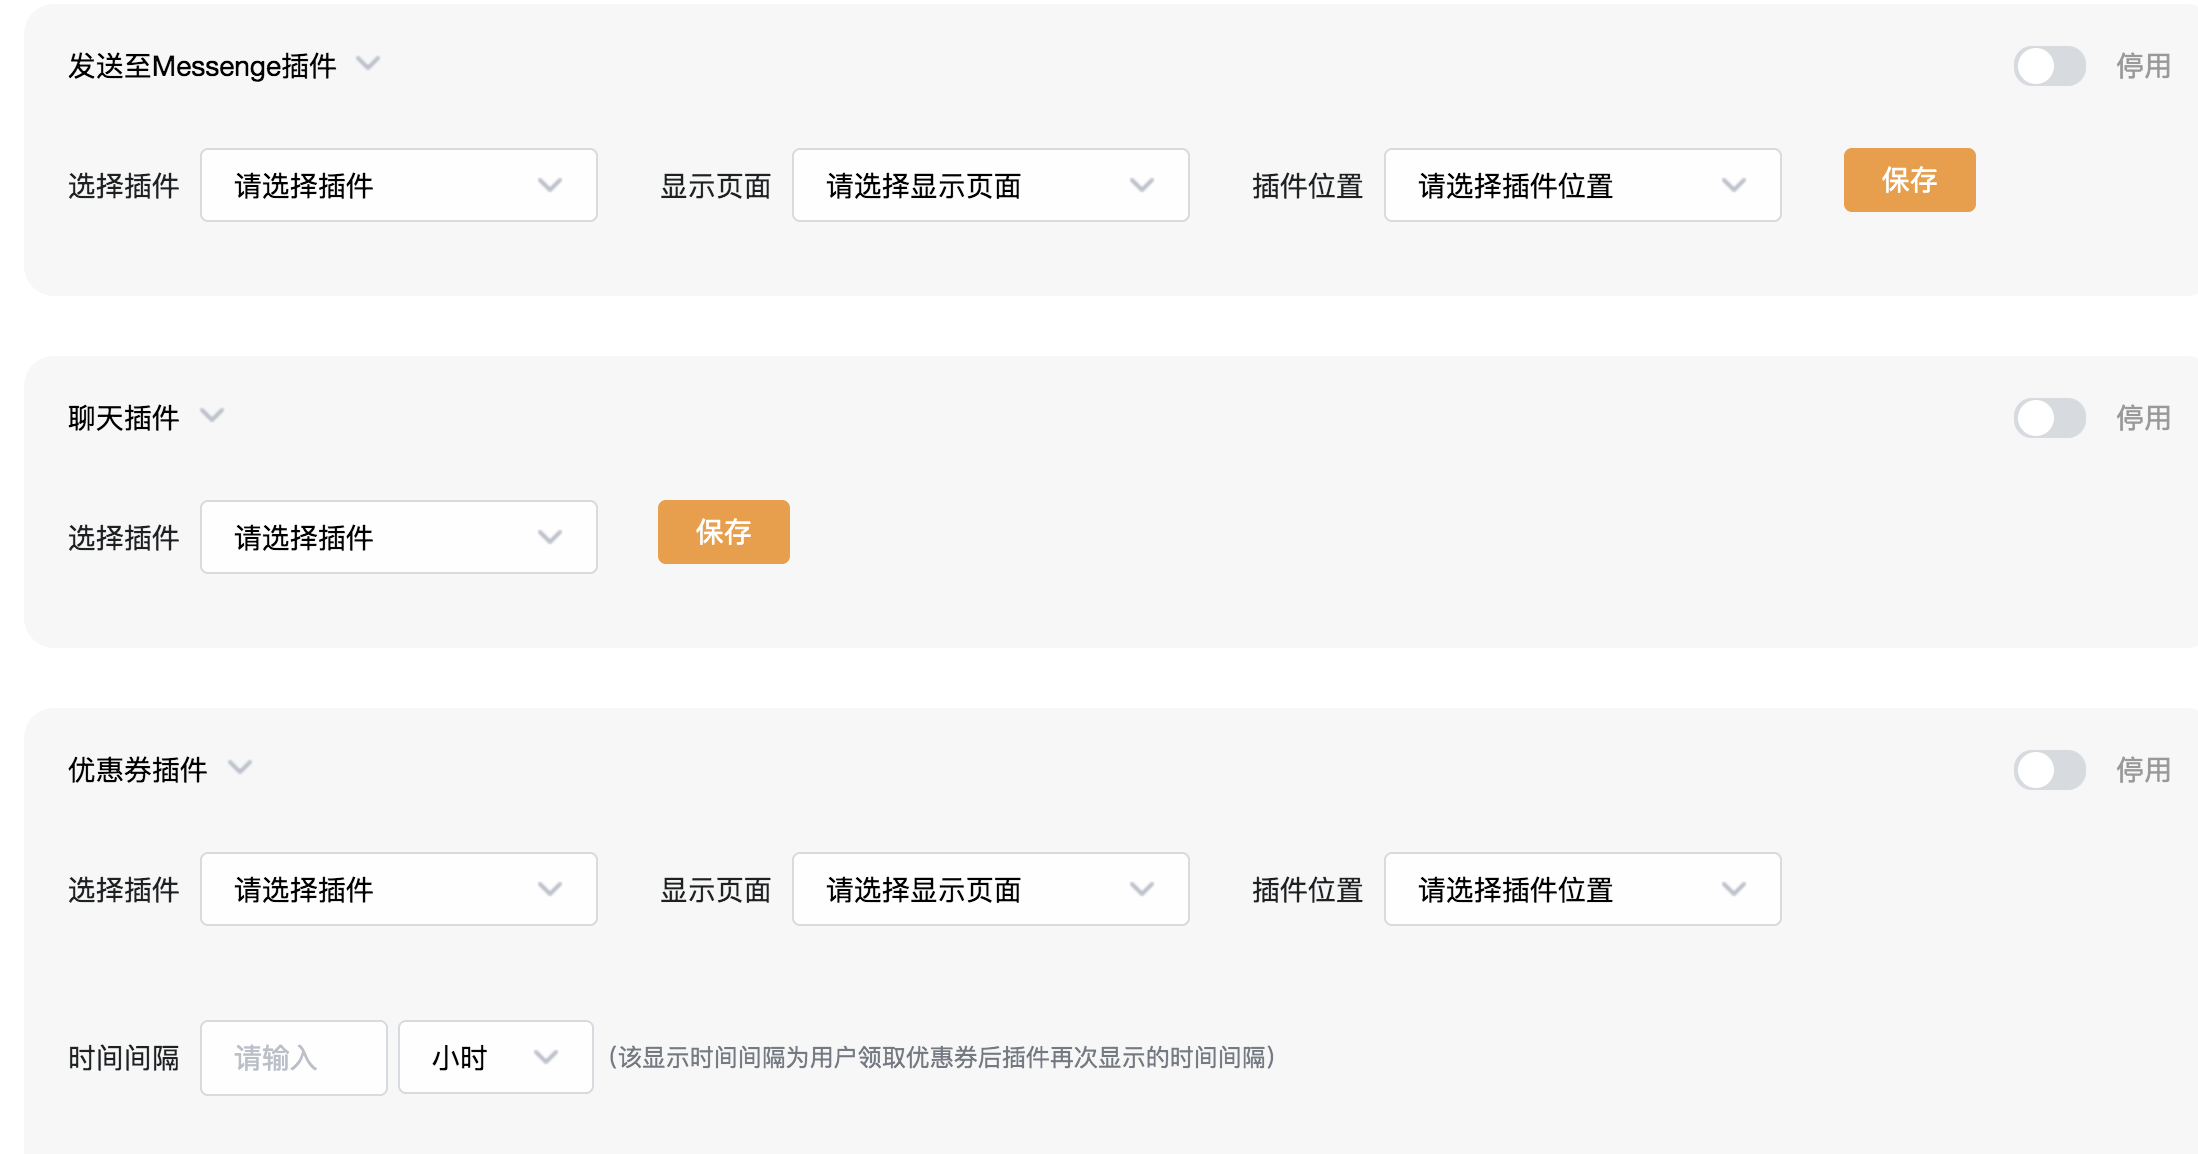 发送至Messenge插件 停用
选择插件 请选择插件 显示页面 请选择显示页面 插件位置 请选择插件位置 保存
聊天插件 停用
选择插件 请选择插件 保存
优惠券插件 停用
选择插件 请选择插件 显示页面 请选择显示页面 插件位置 请选择插件位置
时间间隔 请输入 小时 (该显示时间间隔为用户领取优惠券后插件再次显示的时间间隔)